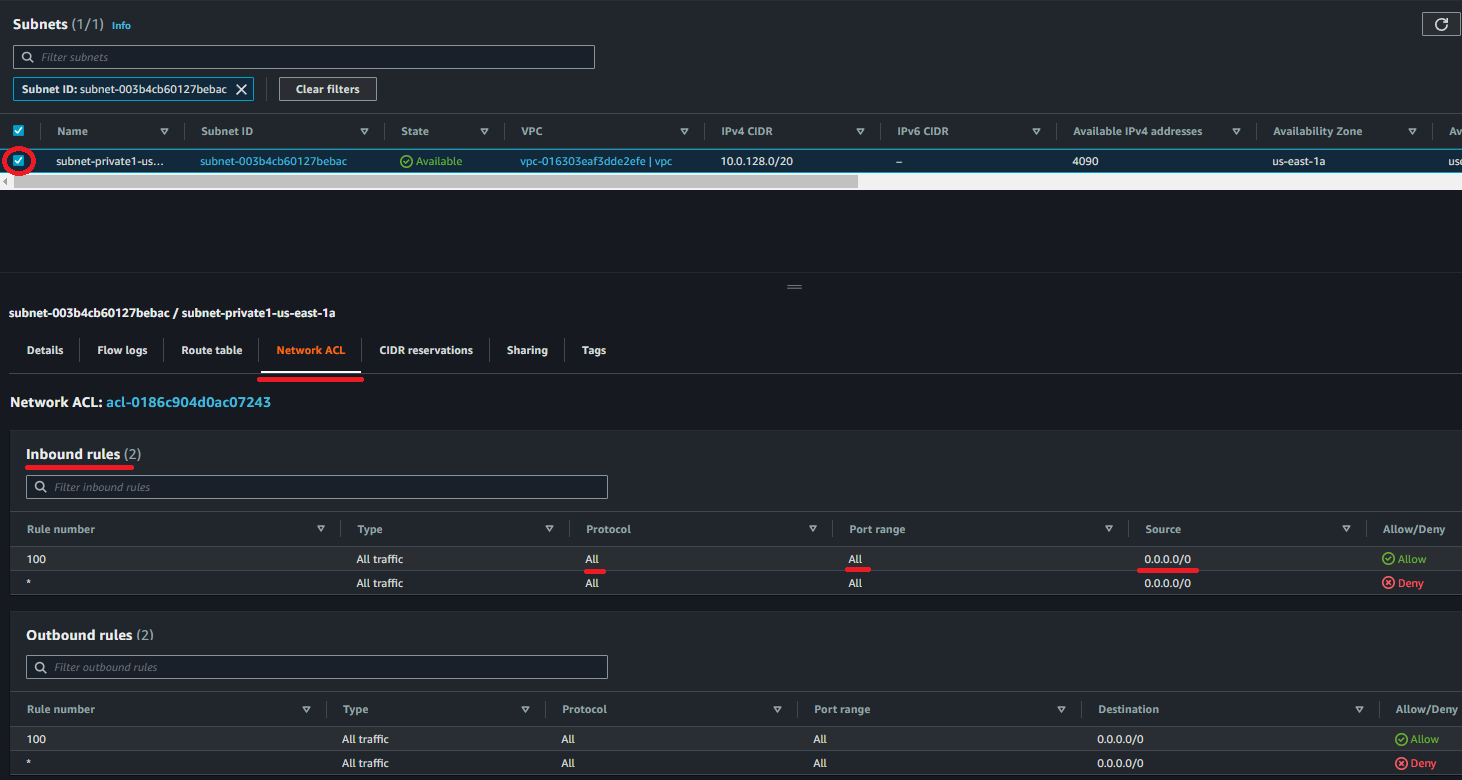 Subnets (1/1) Info
Filter subnets
Subnet ID: subnet-003b4cb60127bebac Clear filters
Name Subnet ID State VPC IPv4 CIDR IPv6 CIDR Available IPv4 addresses Availability Zone Av
subnet-private1-us... subnet-003b4cb60127bebac Available vpc-016303eaf3dde2efe | vpc 10.0.128.0/20 – 4090 us-east-1a use
subnet-003b4cb60127bebac / subnet-private1-us-east-1a
Details Flow logs Route table Network ACL CIDR reservations Sharing Tags
Network ACL: acl-0186c904d0ac07243
Inbound rules (2)
Filter inbound rules
Rule number Type Protocol Port range Source Allow/Deny
100 All traffic All All 0.0.0.0/0 Allow
* All traffic All All 0.0.0.0/0 Deny
Outbound rules (2)
Filter outbound rules
Rule number Type Protocol Port range Destination Allow/Deny
100 All traffic All All 0.0.0.0/0 Allow
* All traffic All All 0.0.0.0/0 Deny